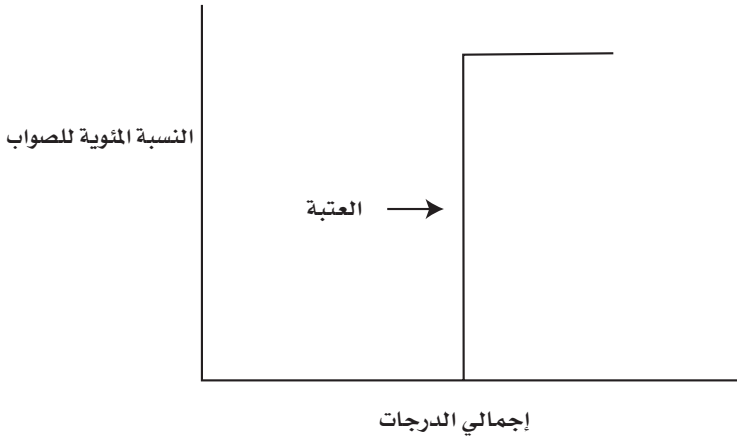 النسبة المئوية للصواب
العتبة
إجمالي الدرجات